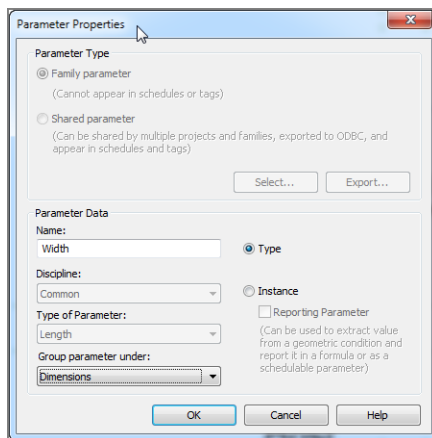 Parameter Properties
Parameter Type
Family parameter
(Cannot appear in schedules or tags)
Shared parameter
(Can be shared by multiple projects and families, exported to ODBC, and
appear in schedules and tags)
Select... Export...
Parameter Data
Name:
Width Type
Discipline:
Common Instance
Type of Parameter: Reporting Parameter
Length (Can be used to extract value
from a geometric condition and
Group parameter under: report it in a formula or as a
schedulable parameter)
Dimensions
OK Cancel Help